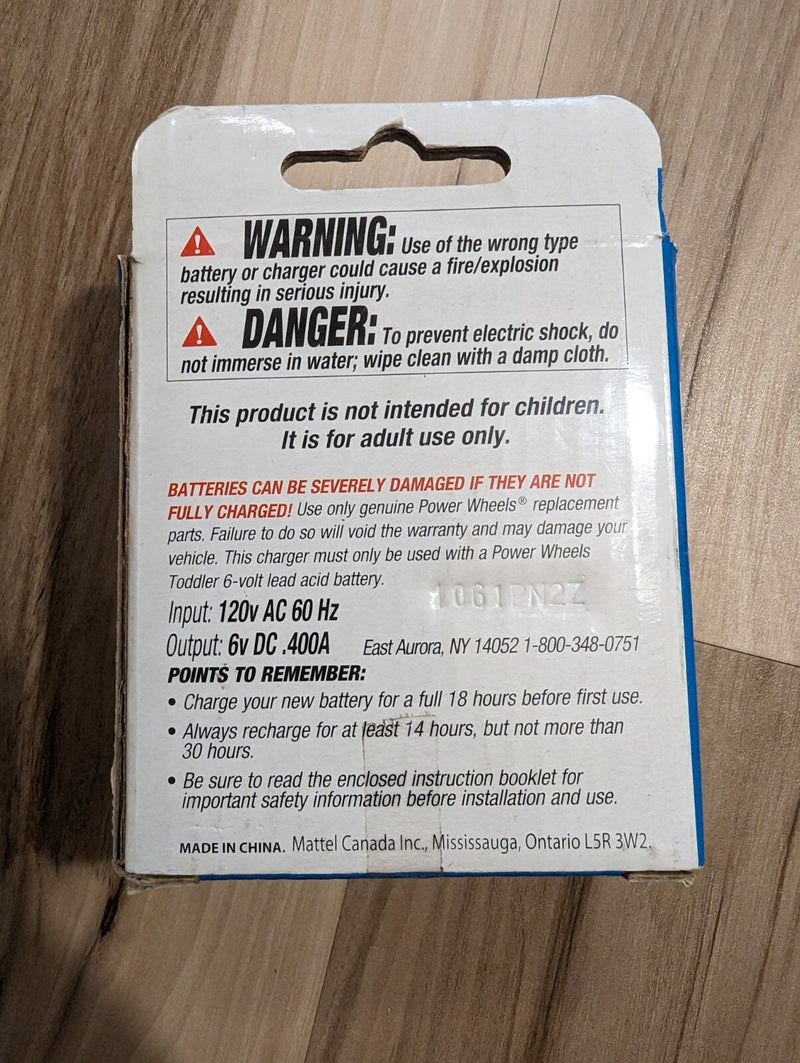 WARNING: Use of the wrong type
battery or charger could cause a fire/explosion
resulting in serious injury.
DANGER: To prevent electric shock, do
not immerse in water; wipe clean with a damp cloth.
This product is not intended for children.
It is for adult use only.
BATTERIES CAN BE SEVERELY DAMAGED IF THEY ARE NOT
FULLY CHARGED! Use only genuine Power Wheels® replacement
parts. Failure to do so will void the warranty and may damage your
vehicle. This charger must only be used with a Power Wheels
Toddler 6-volt lead acid battery.
1061PN2Z
Input: 120v AC 60 Hz
Output: 6v DC .400A East Aurora, NY 14052 1-800-348-0751
POINTS TO REMEMBER:
• Charge your new battery for a full 18 hours before first use.
• Always recharge for at least 14 hours, but not more than
30 hours.
• Be sure to read the enclosed instruction booklet for
important safety information before installation and use.
MADE IN CHINA. Mattel Canada Inc., Mississauga, Ontario L5R 3W2.